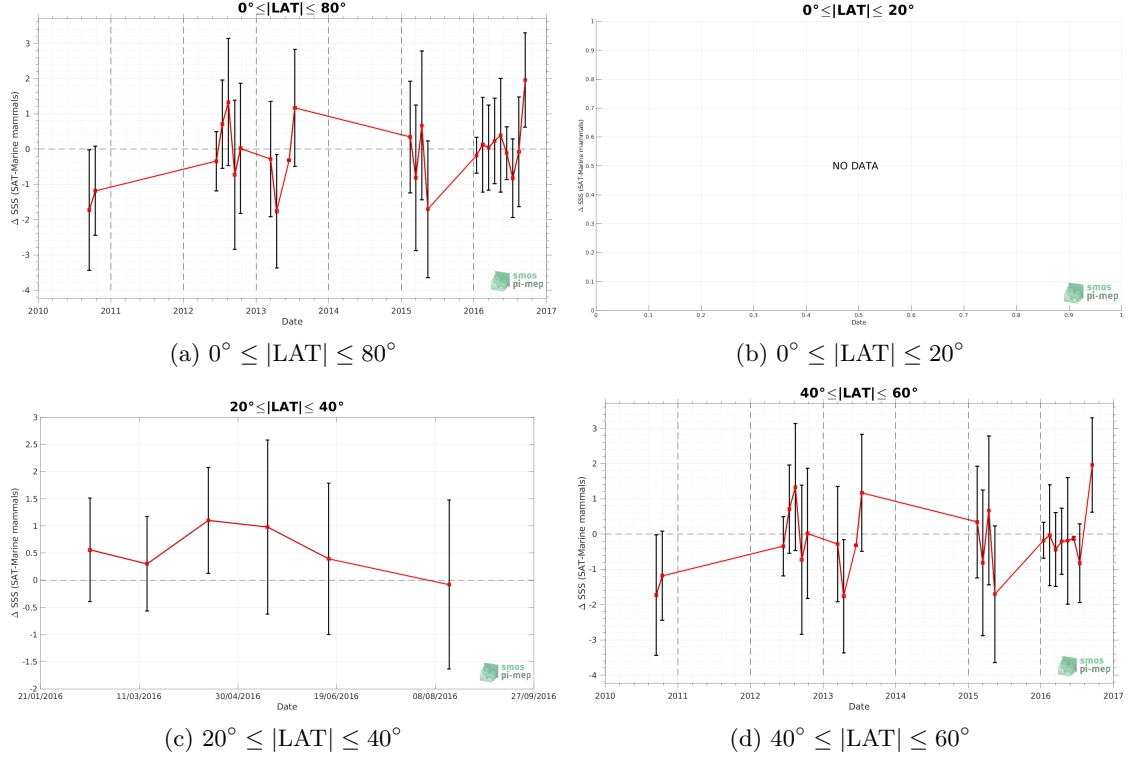 0°≤|LAT|≤ 80°
Δ SSS (SAT-Marine mammals)
3
2
1
0
-1
-2
-3
-4
2010 2011 2012 2013 2014 2015 2016 2017
Date
smos
pi-mep
(a) 0° ≤ |LAT| ≤ 80°
0°≤|LAT|≤ 20°
Δ SSS (SAT-Marine mammals)
1
0.9
0.8
0.7
0.6
0.5
0.4
0.3
0.2
0.1
0
NO DATA
0 0.1 0.2 0.3 0.4 0.5 0.6 0.7 0.8 0.9 1
Date
smos
pi-mep
(b) 0° ≤ |LAT| ≤ 20°
20°≤|LAT|≤ 40°
Δ SSS (SAT-Marine mammals)
3
2.5
2
1.5
1
0.5
0
-0.5
-1
-1.5
-2
21/01/2016 11/03/2016 30/04/2016 19/06/2016 08/08/2016 27/09/2016
Date
smos
pi-mep
(c) 20° ≤ |LAT| ≤ 40°
40°≤|LAT|≤ 60°
Δ SSS (SAT-Marine mammals)
3
2
1
0
-1
-2
-3
-4
2010 2011 2012 2013 2014 2015 2016 2017
Date
smos
pi-mep
(d) 40° ≤ |LAT| ≤ 60°